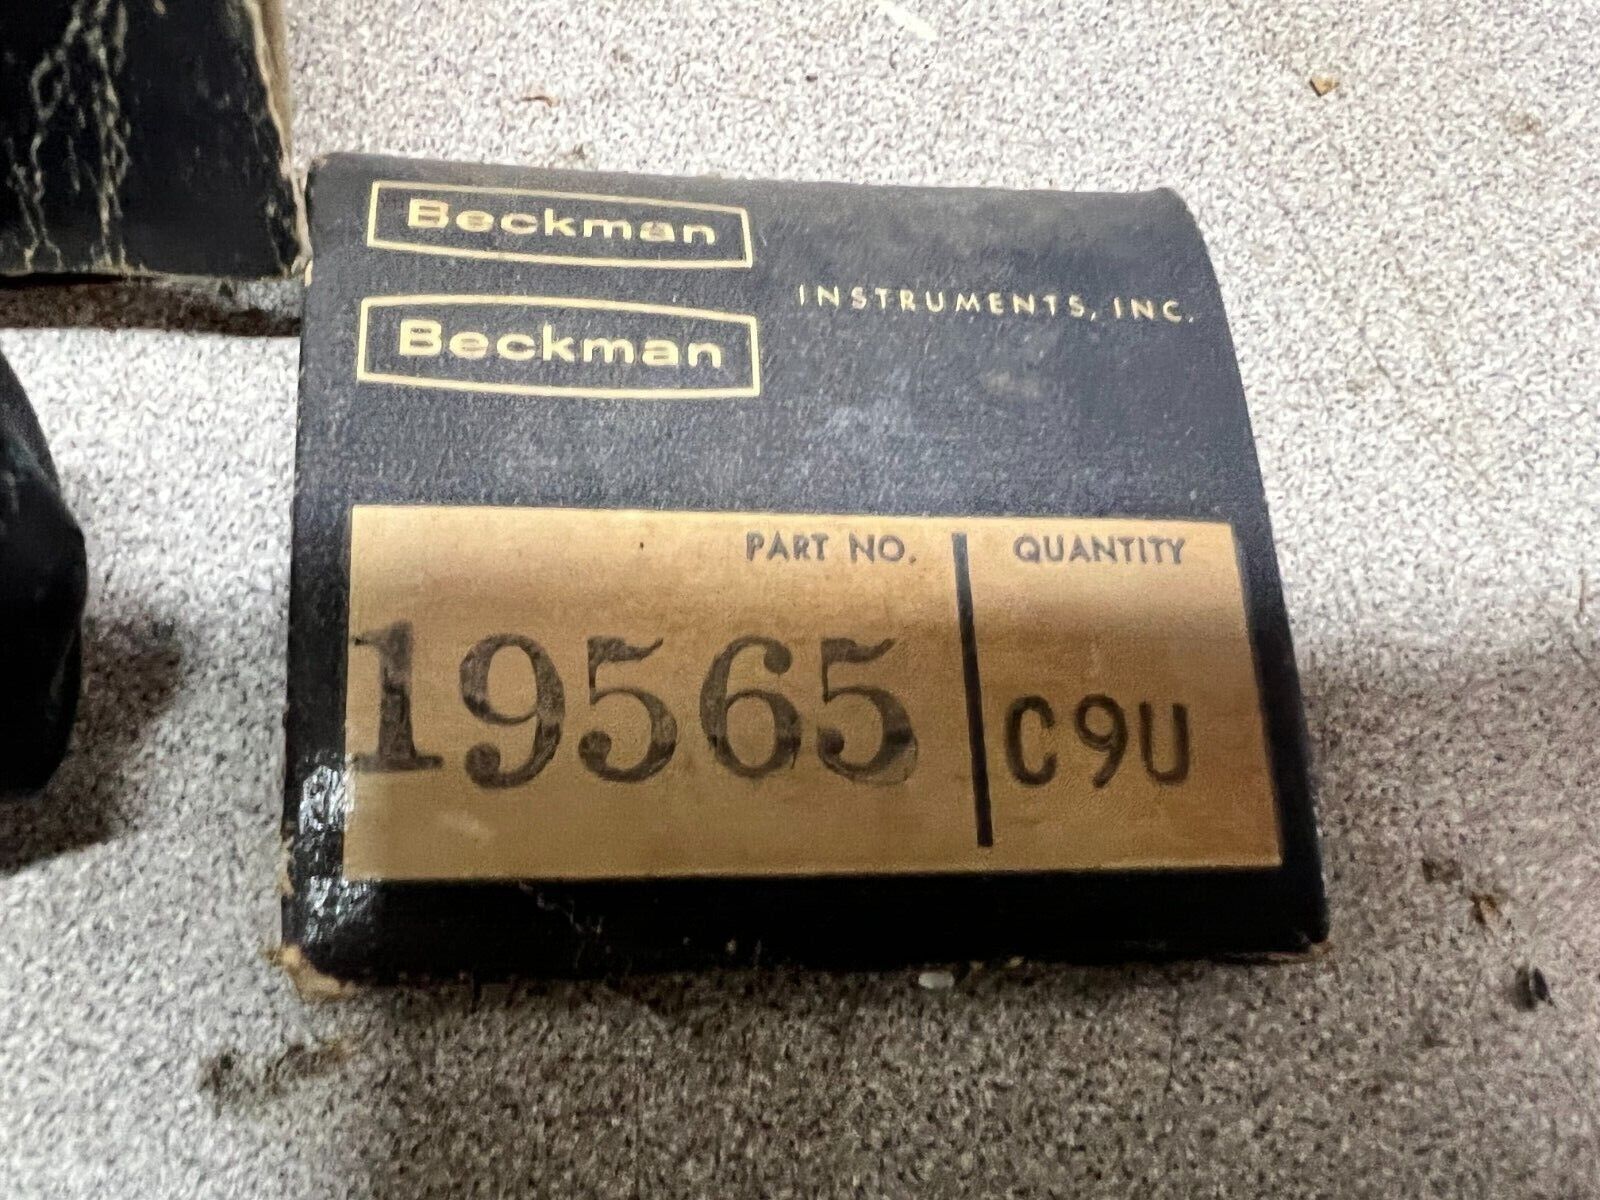 Beckman
INSTRUMENTS, INC.
Beckman
PART NO. QUANTITY
19565 C9U